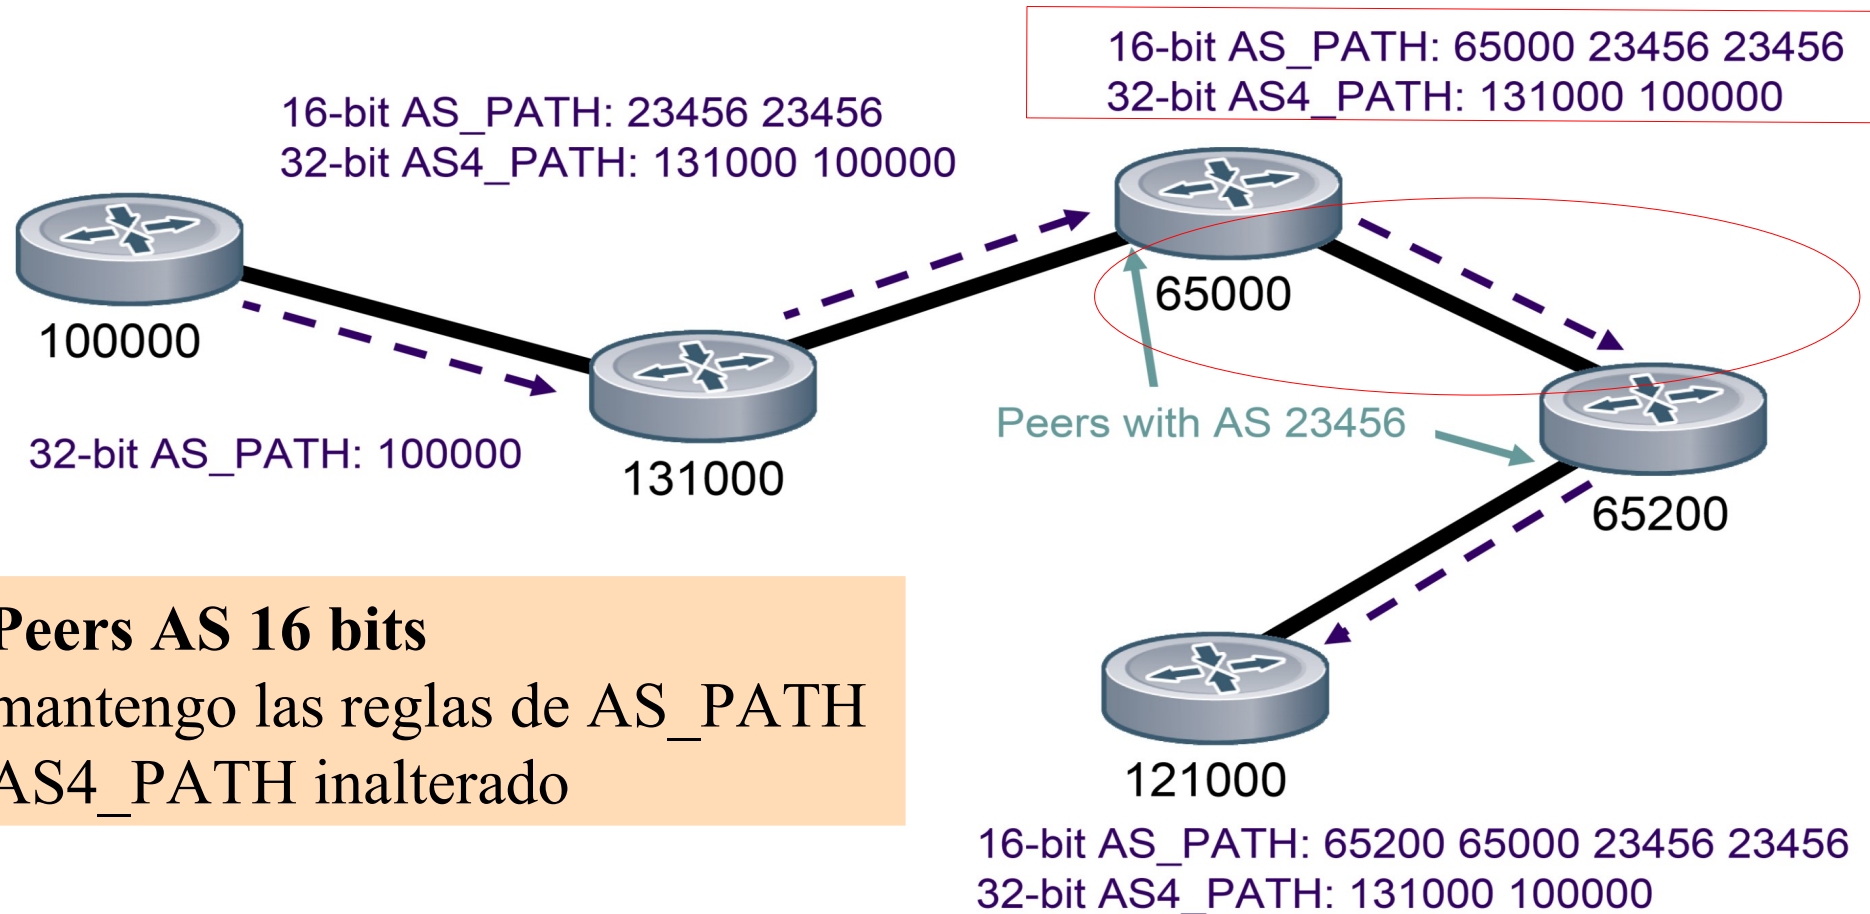 16-bit AS_PATH: 65000 23456 23456
32-bit AS4_PATH: 131000 100000
16-bit AS_PATH: 23456 23456
32-bit AS4_PATH: 131000 100000
65000
100000
Peers with AS 23456
32-bit AS_PATH: 100000
131000
65200
Peers AS 16 bits
mantengo las reglas de AS_PATH
AS4_PATH inalterado
121000
16-bit AS_PATH: 65200 65000 23456 23456
32-bit AS4_PATH: 131000 100000